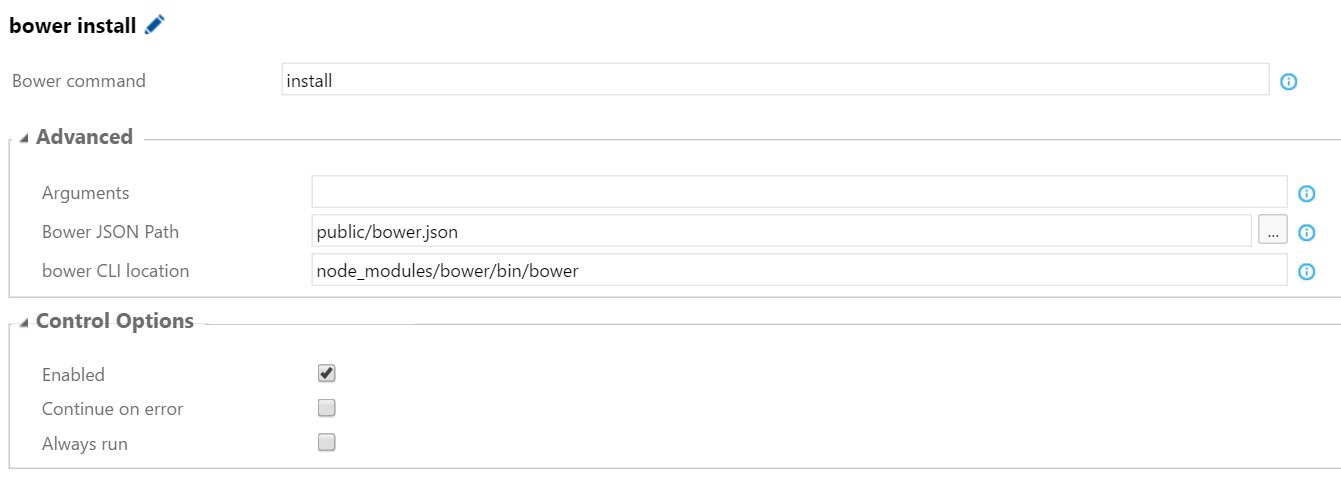 bower install
Bower command install
Advanced
Arguments
Bower JSON Path public/bower.json ...
bower CLI location node_modules/bower/bin/bower
Control Options
Enabled
Continue on error
Always run